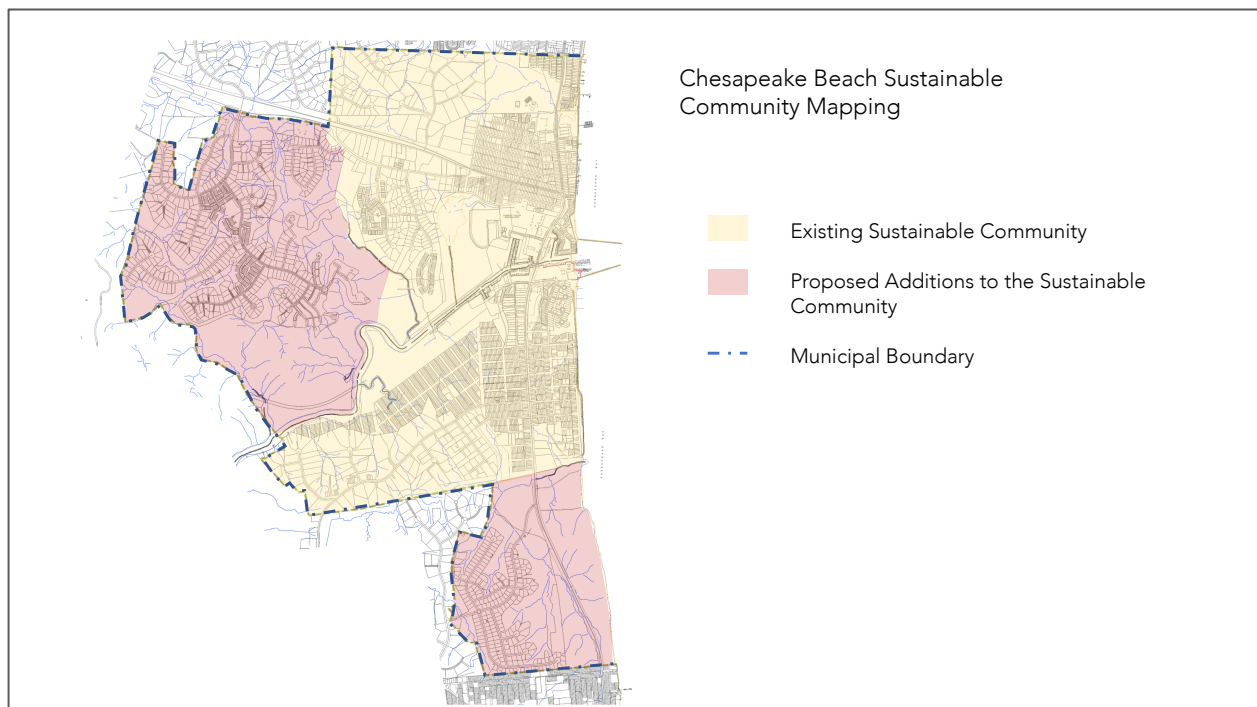 Chesapeake Beach Sustainable
Community Mapping
Existing Sustainable Community
Proposed Additions to the Sustainable
Community
Municipal Boundary